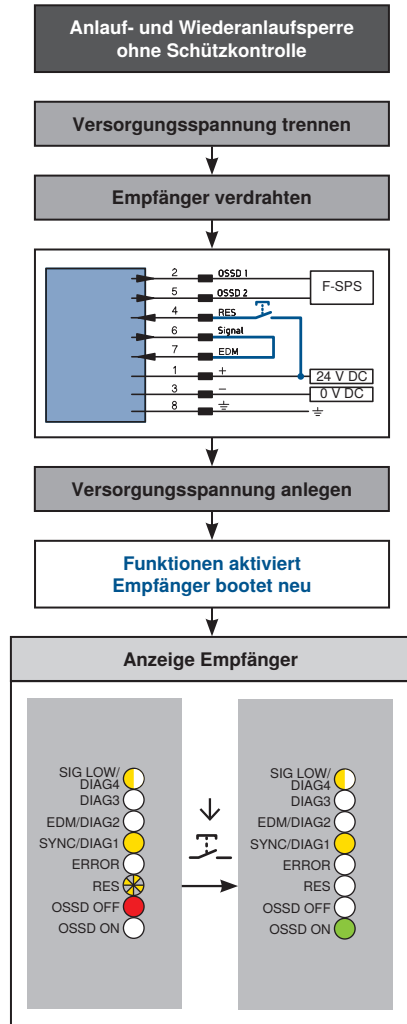 Anlauf- und Wiederanlaufsperre
ohne Schützkontrolle
Versorgungsspannung trennen
Empfänger verdrahten
2 OSSD 1
5 OSSD 2
F-SPS
4 RES
6 Signal
7 EDM
1 +
24 V DC
3 –
0 V DC
8
Versorgungsspannung anlegen
Funktionen aktiviert
Empfänger bootet neu
Anzeige Empfänger
SIG LOW/
DIAG4
DIAG3
EDM/DIAG2
SYNC/DIAG1
ERROR
RES
OSSD OFF
OSSD ON
SIG LOW/
DIAG4
DIAG3
EDM/DIAG2
SYNC/DIAG1
ERROR
RES
OSSD OFF
OSSD ON